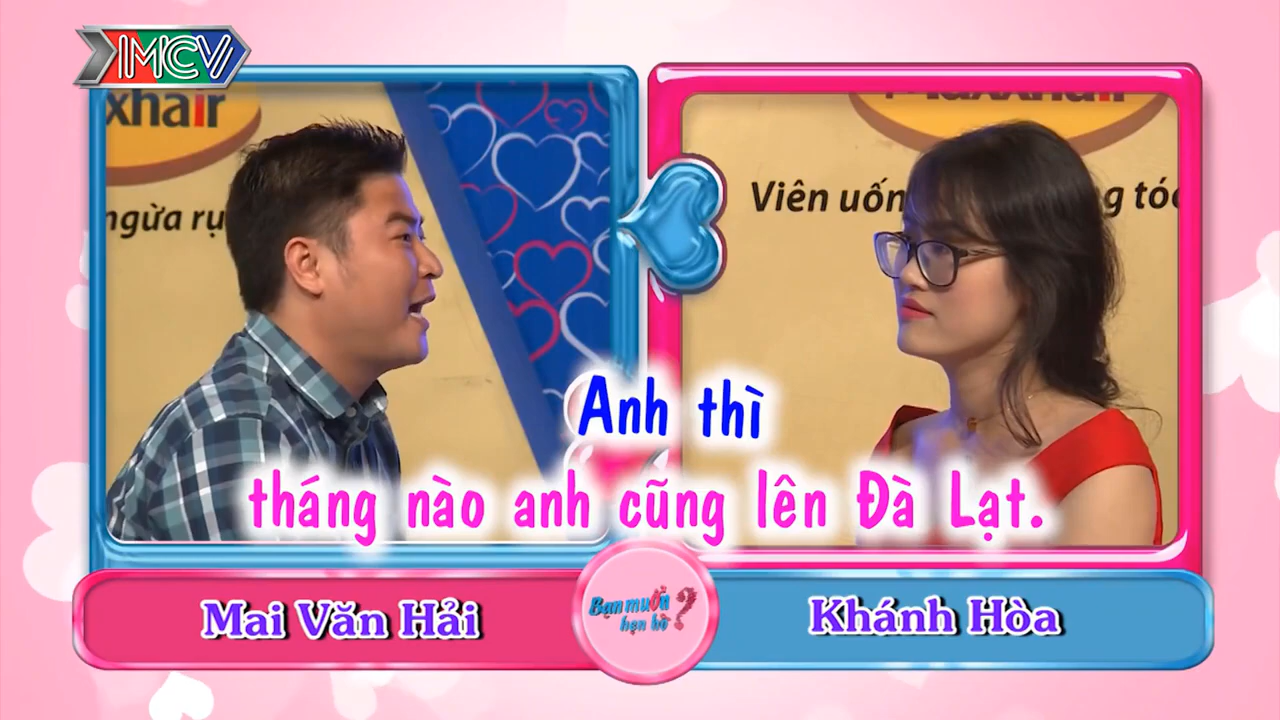 MCV
xhair
ngừa rụ
Viên uốn
g tóc
Anh thì
tháng nào anh cũng lên Đà Lạt.
Mai Văn Hải
Khánh Hòa
Bạn muốn
hẹn hò ?